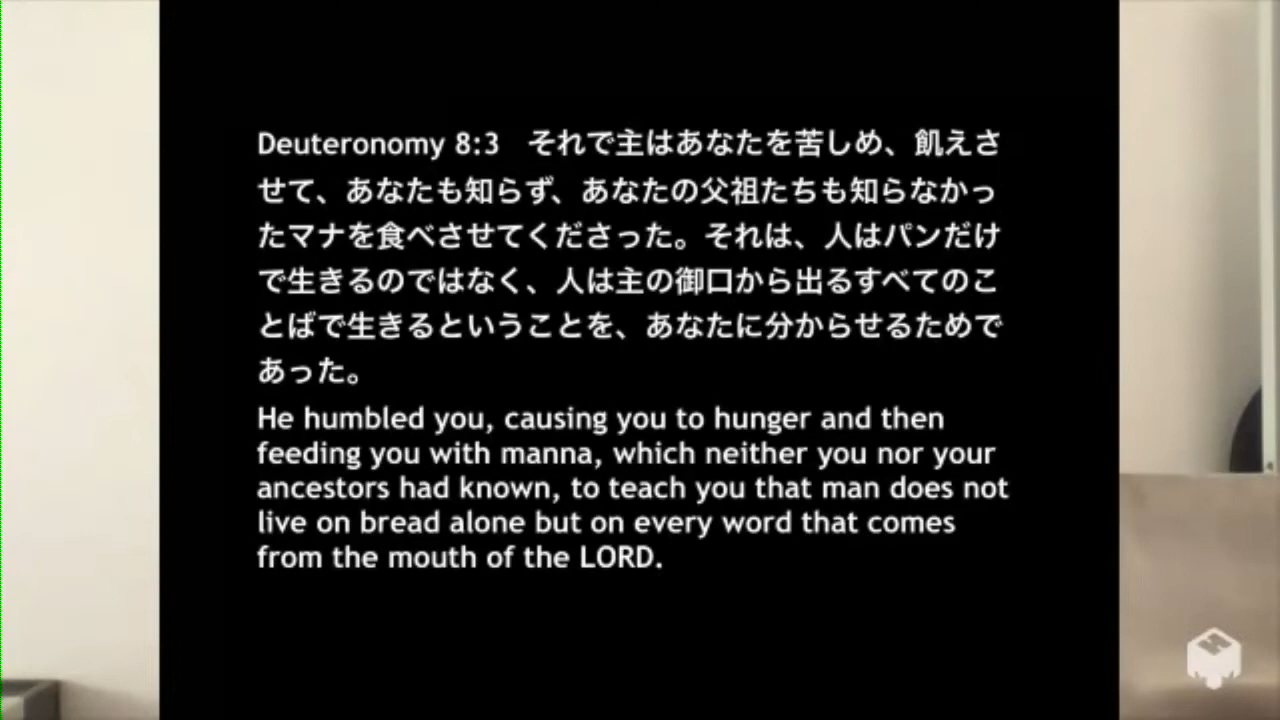 Deuteronomy 8:3　それで主はあなたを苦しめ、飢えさ
せて、あなたも知らず、あなたの父祖たちも知らなかっ
たマナを食べさせてくださった。それは、人はパンだけ
で生きるのではなく、人は主の御口から出るすべてのこ
とばで生きるということを、あなたに分からせるためで
あった。
He humbled you, causing you to hunger and then
feeding you with manna, which neither you nor your
ancestors had known, to teach you that man does not
live on bread alone but on every word that comes
from the mouth of the LORD.